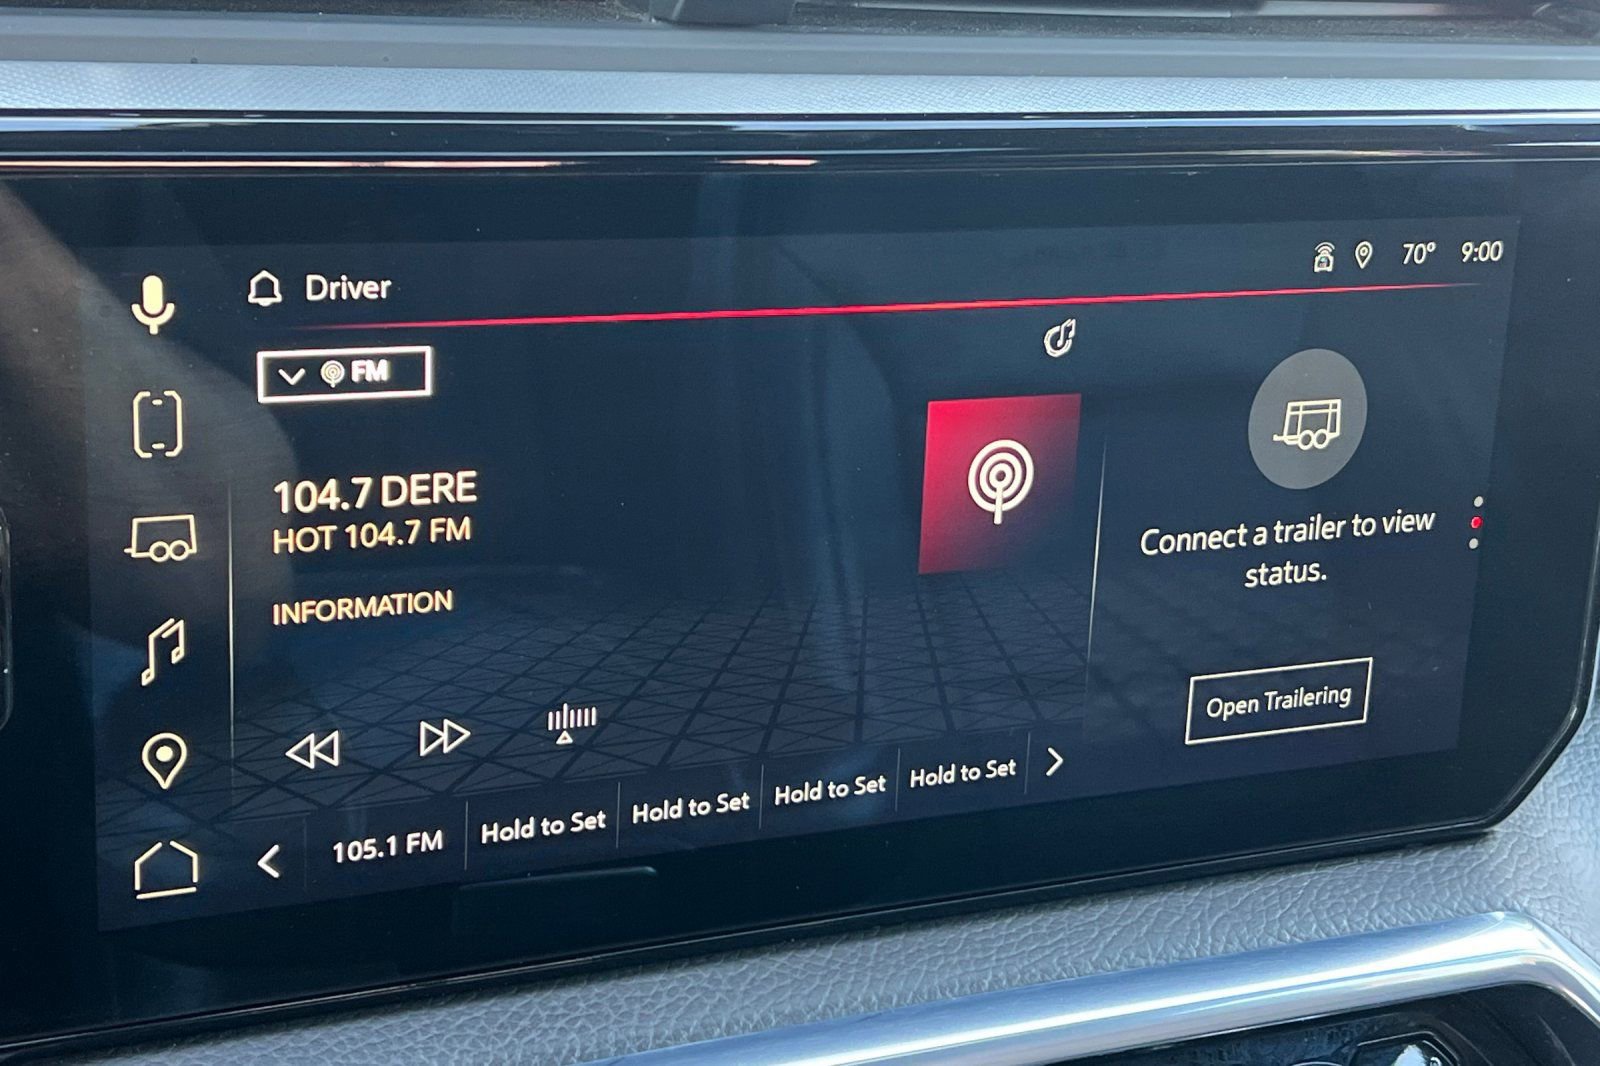 Driver
70° 9:00
FM
104.7 DERE
HOT 104.7 FM
INFORMATION
Connect a trailer to view
status.
Open Trailering
105.1 FM
Hold to Set
Hold to Set
Hold to Set
Hold to Set